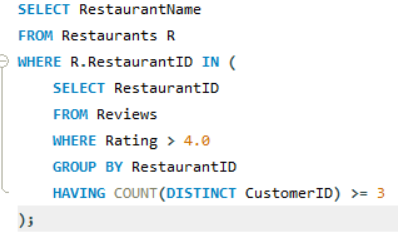 SELECT RestaurantName
FROM Restaurants R
WHERE R.RestaurantID IN (
SELECT RestaurantID
FROM Reviews
WHERE Rating > 4.0
GROUP BY RestaurantID
HAVING COUNT(DISTINCT CustomerID) >= 3
);